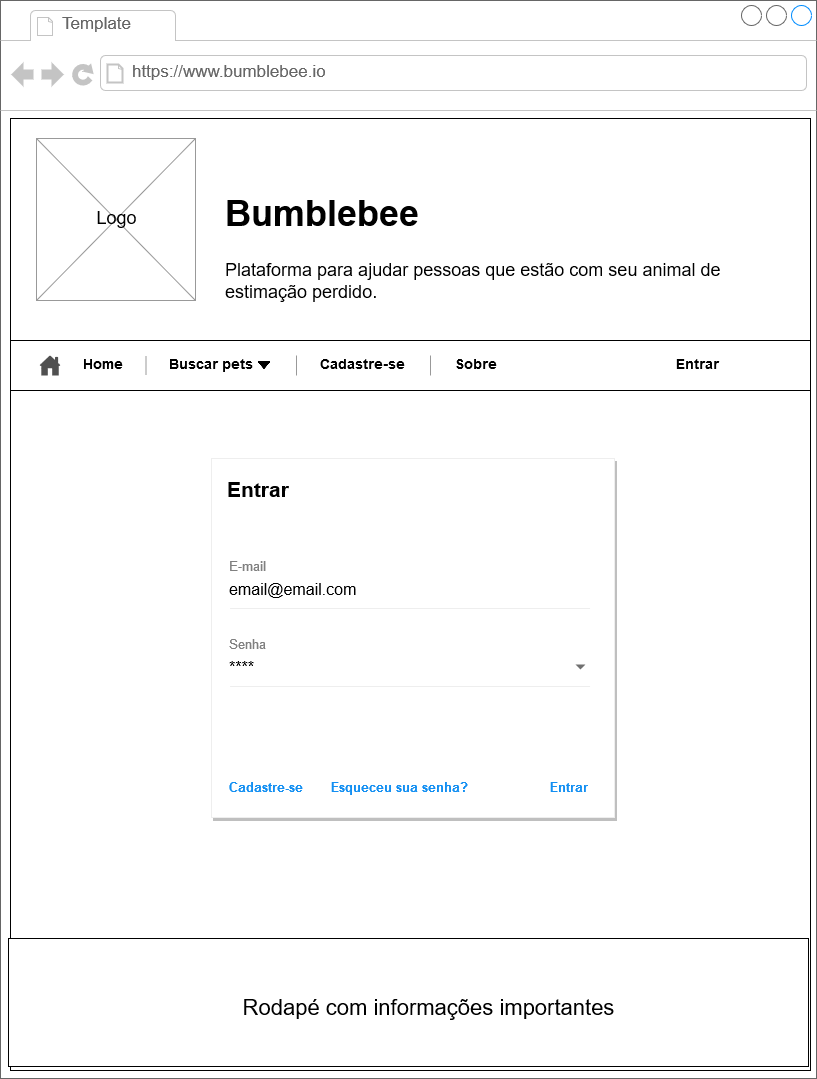 Template
https://www.bumblebee.io
Logo
Bumblebee
Plataforma para ajudar pessoas que estão com seu animal de
estimação perdido.
Home Buscar pets Cadastre-se Sobre Entrar
Entrar
E-mail
email@email.com
Senha
****
Cadastre-se Esqueceu sua senha? Entrar
Rodapé com informações importantes